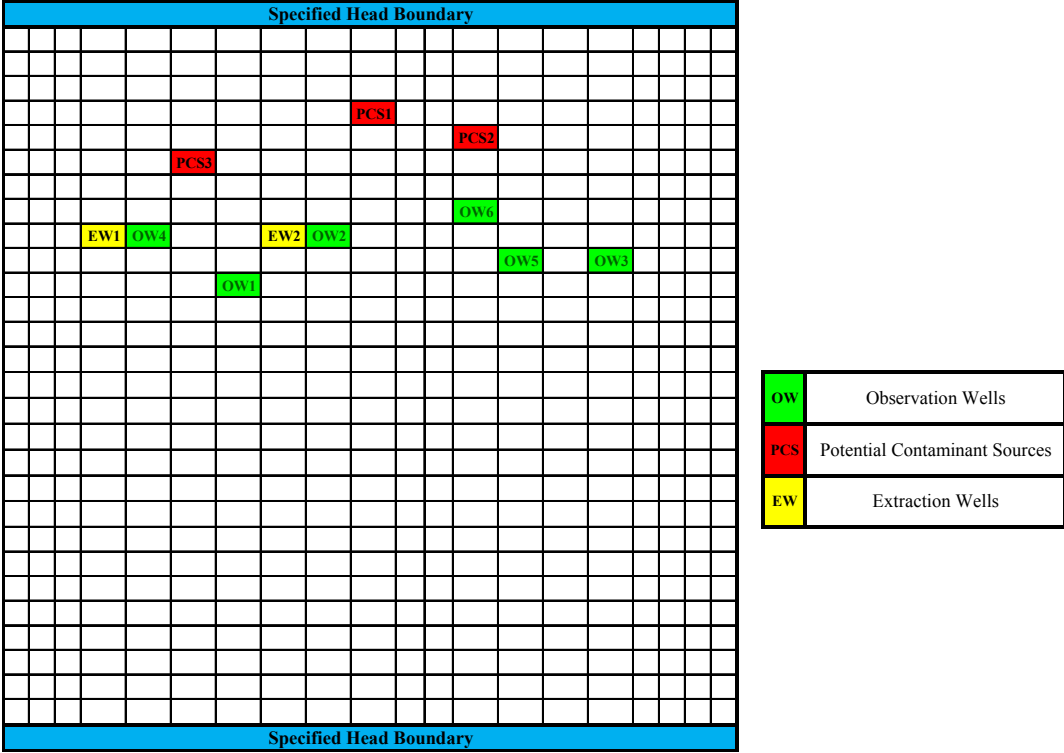 Specified Head Boundary
PCS1
PCS2
PCS3
OW6
EW1 OW4 EW2 OW2
OW5 OW3
OW1
OW Observation Wells
PCS Potential Contaminant Sources
EW Extraction Wells
Specified Head Boundary